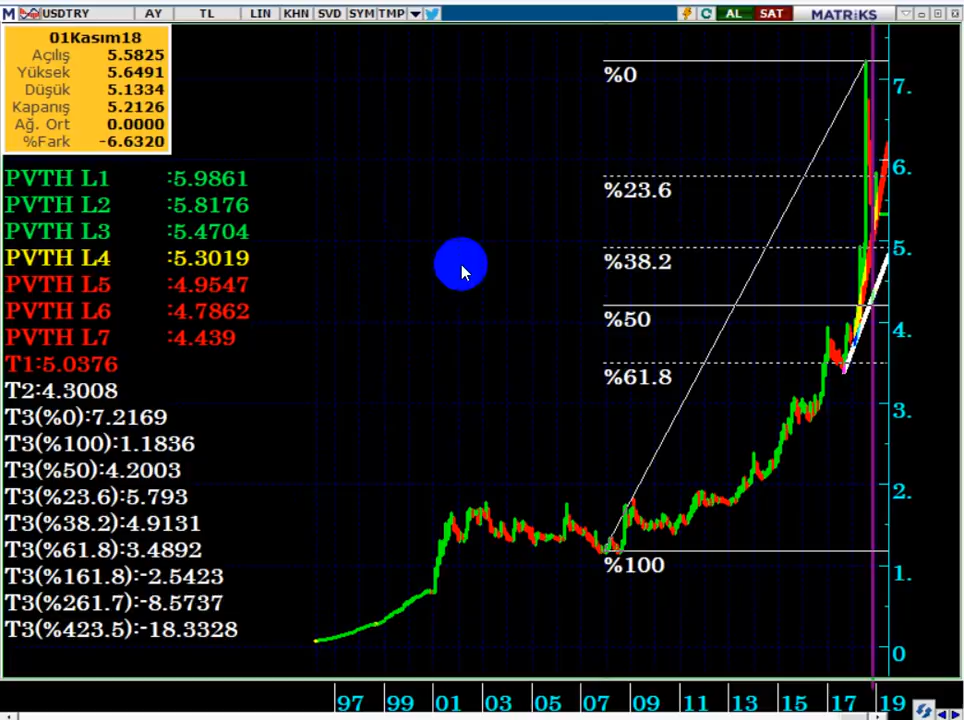 M USDTRY AY TL LIN KHN SVD SYM TMP AL SAT MATRiKS
01Kasım18
Açılış 5.5825
Yüksek 5.6491
Düşük 5.1334
Kapanış 5.2126
Ağ. Ort 0.0000
%Fark -6.6320
PVTH L1 :5.9861
PVTH L2 :5.8176
PVTH L3 :5.4704
PVTH L4 :5.3019
PVTH L5 :4.9547
PVTH L6 :4.7862
PVTH L7 :4.439
T1:5.0376
T2:4.3008
T3(%0):7.2169
T3(%100):1.1836
T3(%50):4.2003
T3(%23.6):5.793
T3(%38.2):4.9131
T3(%61.8):3.4892
T3(%161.8):-2.5423
T3(%261.7):-8.5737
T3(%423.5):-18.3328
%0
%23.6
%38.2
%50
%61.8
%100
7.
6.
5.
4.
3.
2.
1.
0
97 99 01 03 05 07 09 11 13 15 17 19